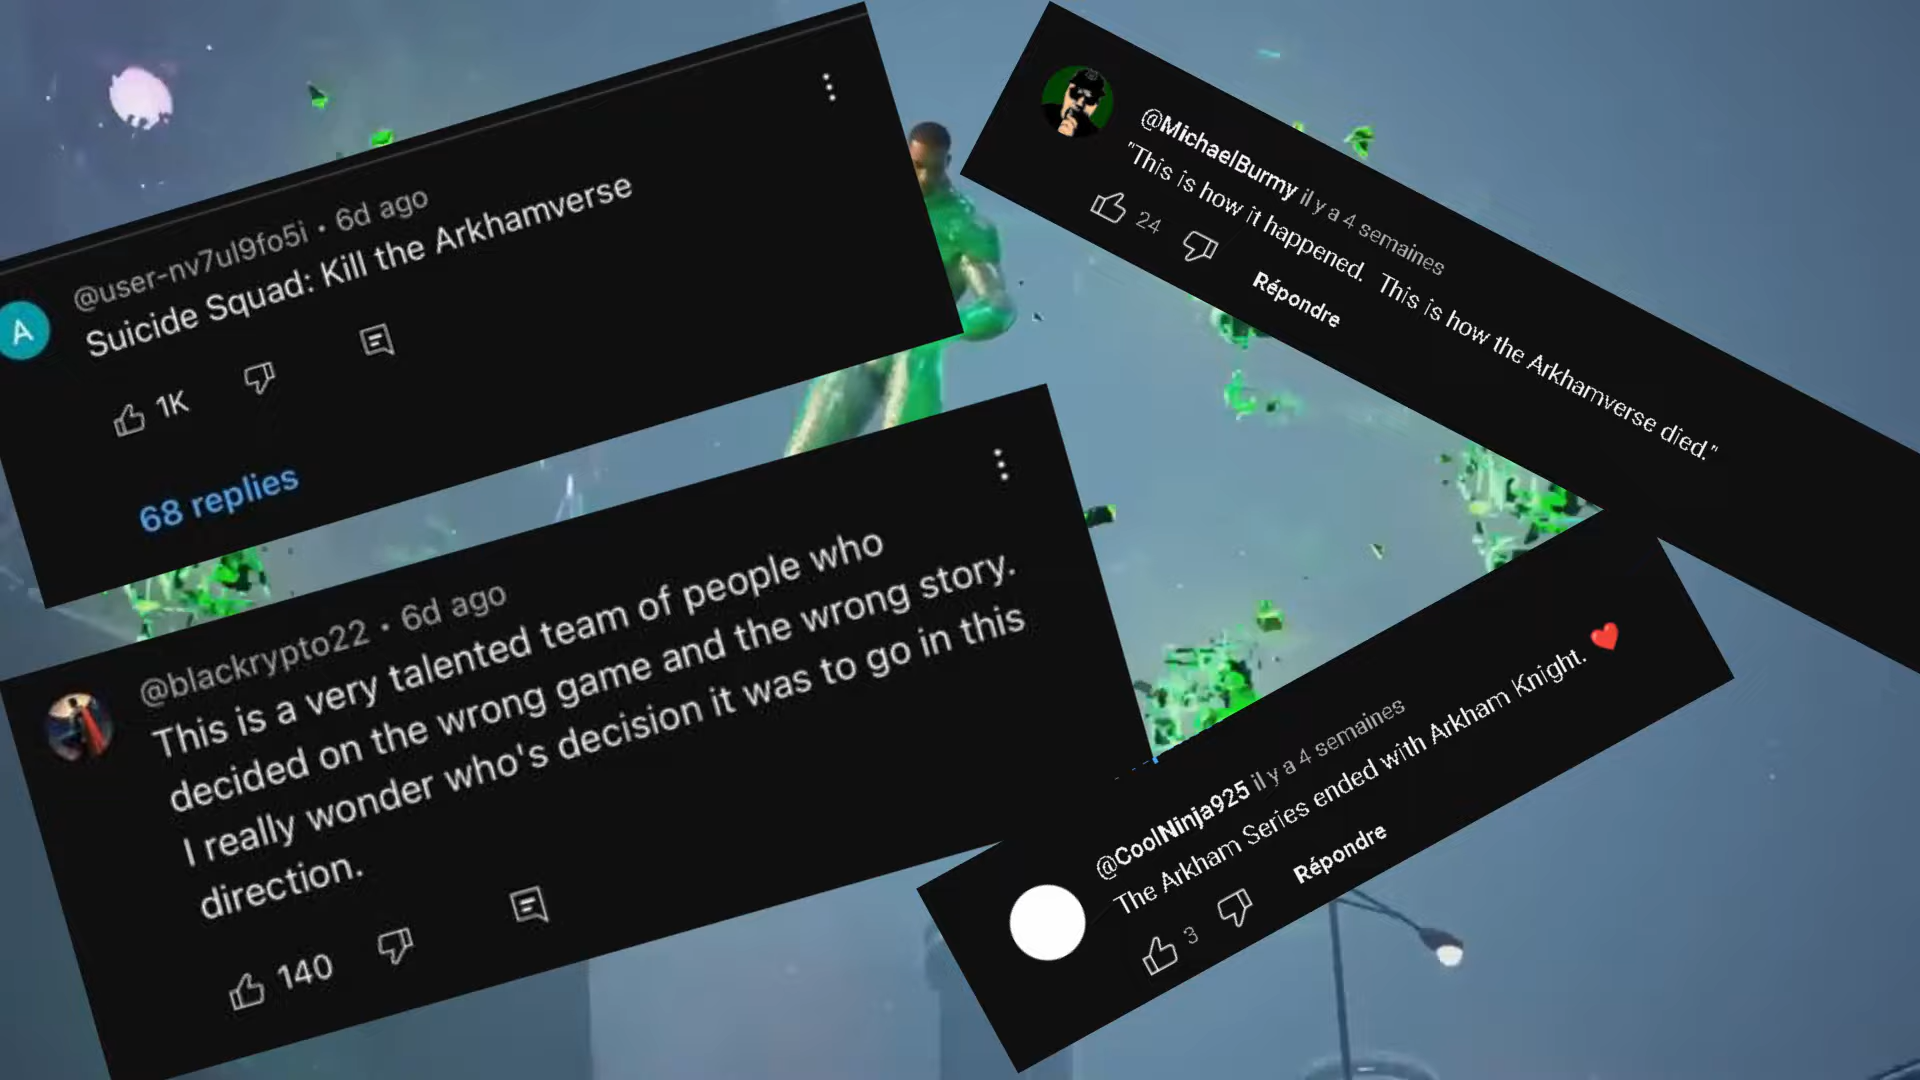 @user-nv7ul9fo5i • 6d ago
Suicide Squad: Kill the Arkhamverse
A
1K
68 replies
@MichaelBurmy il y a 4 semaines
"This is how it happened.  This is how the Arkhamverse died."
24
Répondre
@blackrypto22 • 6d ago
This is a very talented team of people who
decided on the wrong game and the wrong story.
I really wonder who's decision it was to go in this
direction.
140
@CoolNinja925 il y a 4 semaines
The Arkham Series ended with Arkham Knight. ❤️
3
Répondre